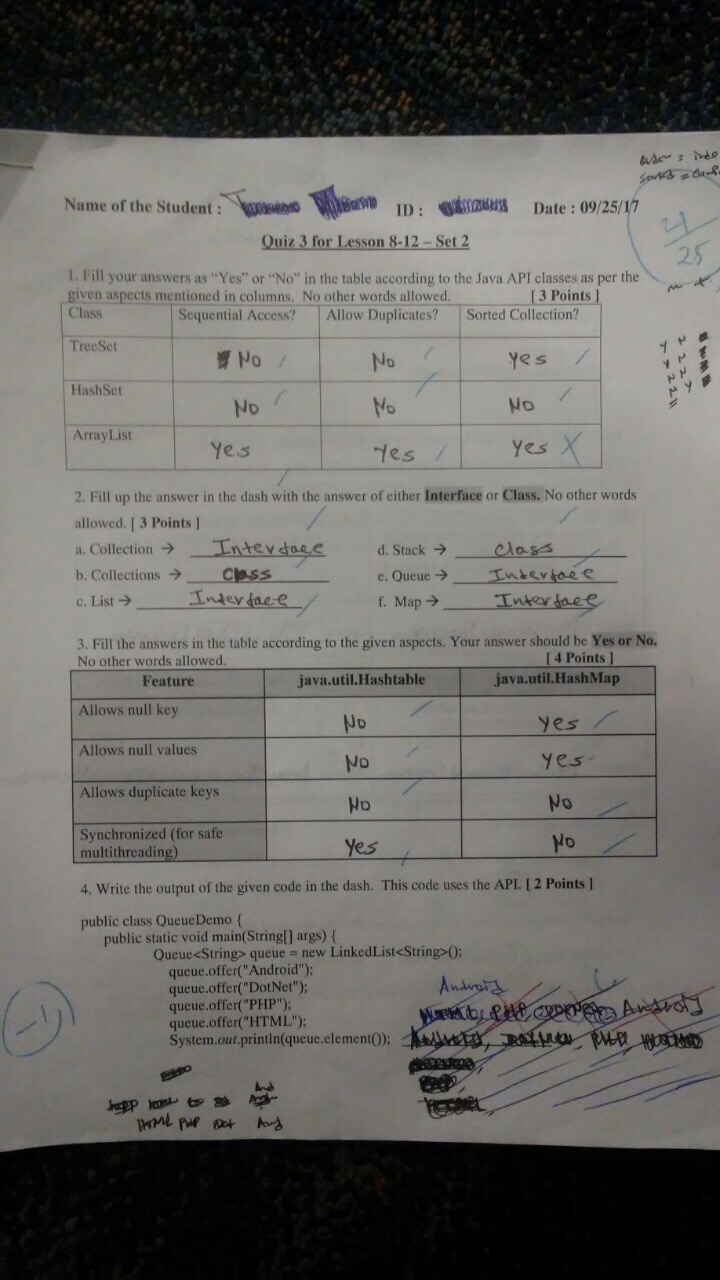 Name of the Student : ID : Date : 09/25/17
21
25
Quiz 3 for Lesson 8-12 – Set 2
1. Fill your answers as "Yes" or "No" in the table according to the Java API classes as per the
given aspects mentioned in columns. No other words allowed. [ 3 Points ]
Class Sequential Access? Allow Duplicates? Sorted Collection?
TreeSet No No Yes
HashSet No No No
ArrayList Yes Yes Yes
2. Fill up the answer in the dash with the answer of either Interface or Class. No other words
allowed. [ 3 Points ]
a. Collection → Interface d. Stack → class
b. Collections → Class e. Queue → Interface
c. List → Interface f. Map → Interface
3. Fill the answers in the table according to the given aspects. Your answer should be Yes or No.
No other words allowed. [ 4 Points ]
Feature java.util.Hashtable java.util.HashMap
Allows null key No Yes
Allows null values No Yes
Allows duplicate keys No No
Synchronized (for safe
multithreading) Yes No
4. Write the output of the given code in the dash. This code uses the API. [ 2 Points ]
public class QueueDemo {
public static void main(String[] args) {
Queue<String> queue = new LinkedList<String>();
queue.offer("Android");
queue.offer("DotNet");
queue.offer("PHP");
queue.offer("HTML");
System.out.println(queue.element());
Android
PHP Android
-1
HTML PHP Dot And